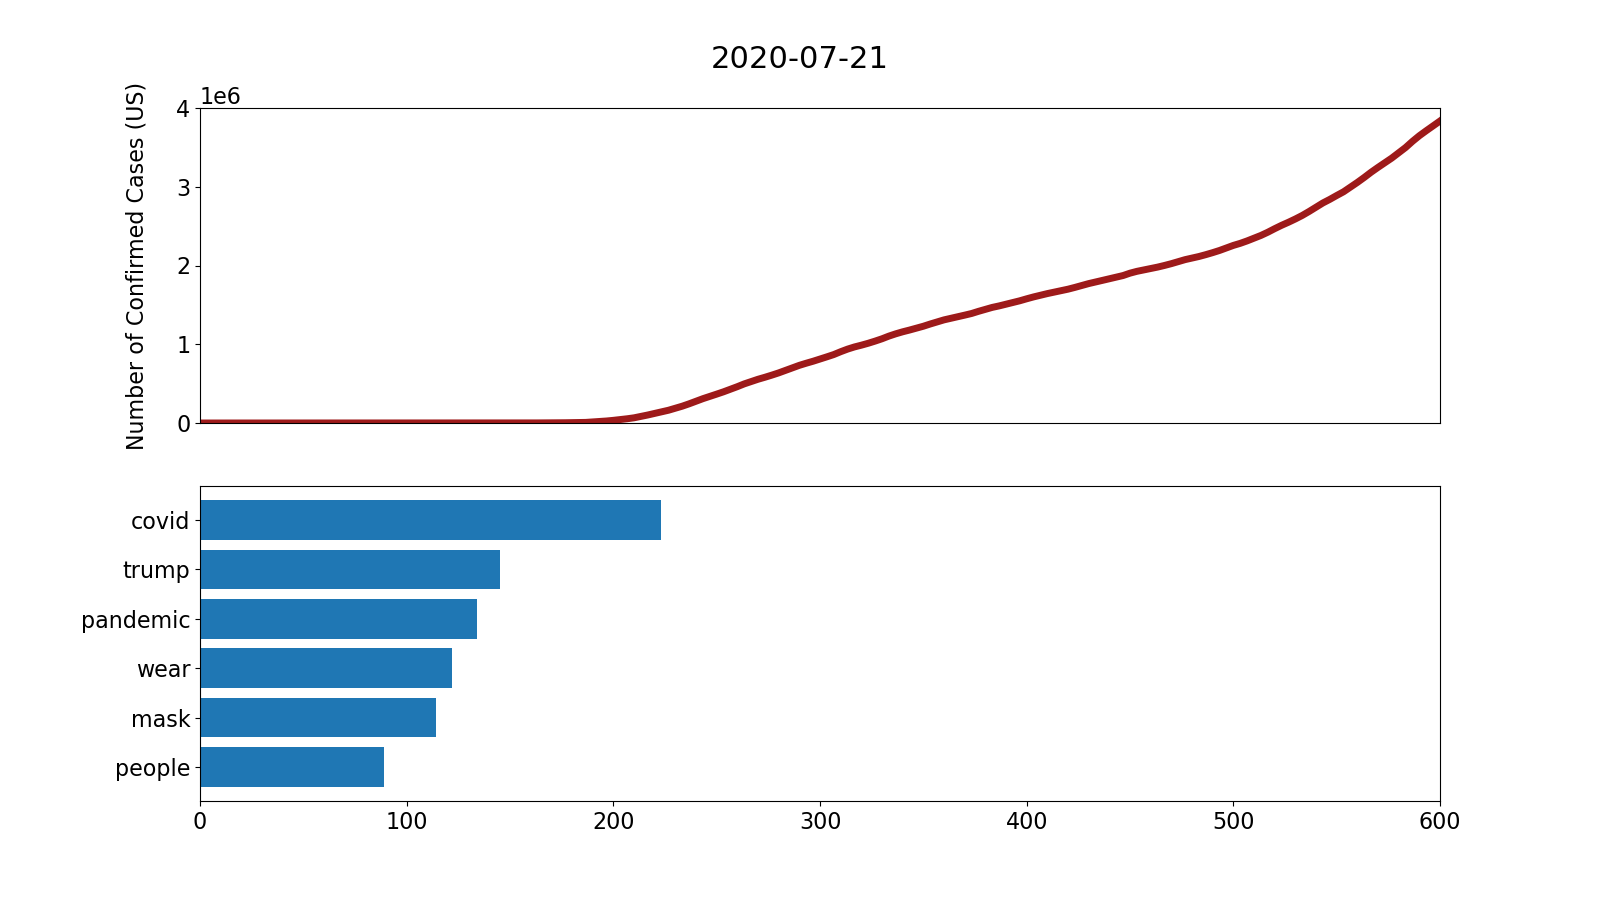 2020-07-21
1e6
Number of Confirmed Cases (US)
4
3
2
1
0
covid
trump
pandemic
wear
mask
people
0 100 200 300 400 500 600